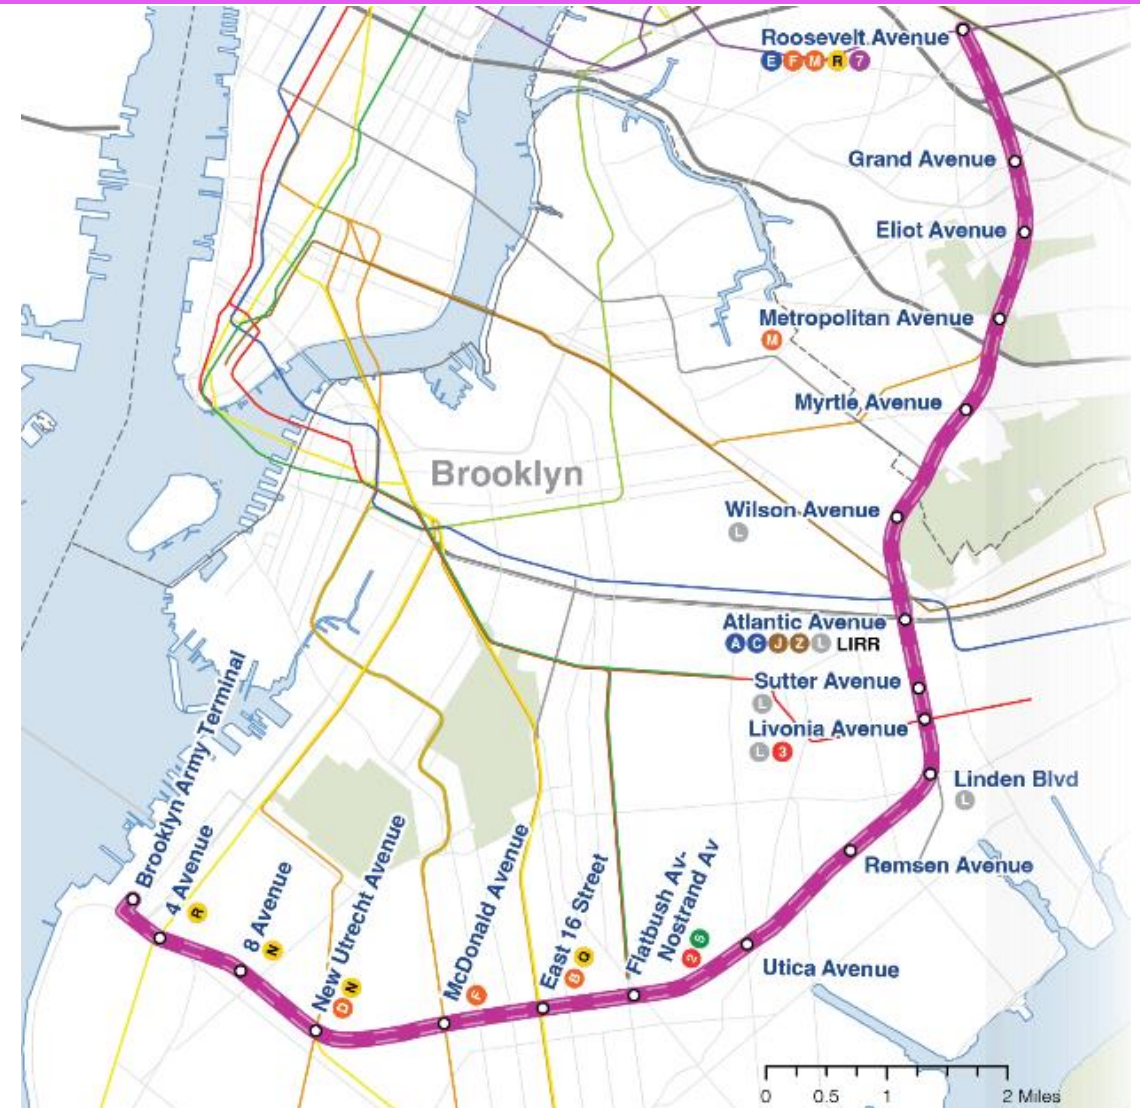 Roosevelt Avenue
E F M R 7
Grand Avenue
Eliot Avenue
Metropolitan Avenue
M
Myrtle Avenue
Brooklyn
Wilson Avenue
L
Atlantic Avenue
A C J Z L LIRR
Sutter Avenue
L
Livonia Avenue
L 3
Linden Blvd
L
Remsen Avenue
Utica Avenue
Flatbush Av-
Nostrand Av
2 5
East 16 Street
B Q
McDonald Avenue
F
New Utrecht Avenue
D N
8 Avenue
N
4 Avenue
R
Brooklyn Army Terminal
0 0.5 1 2 Miles